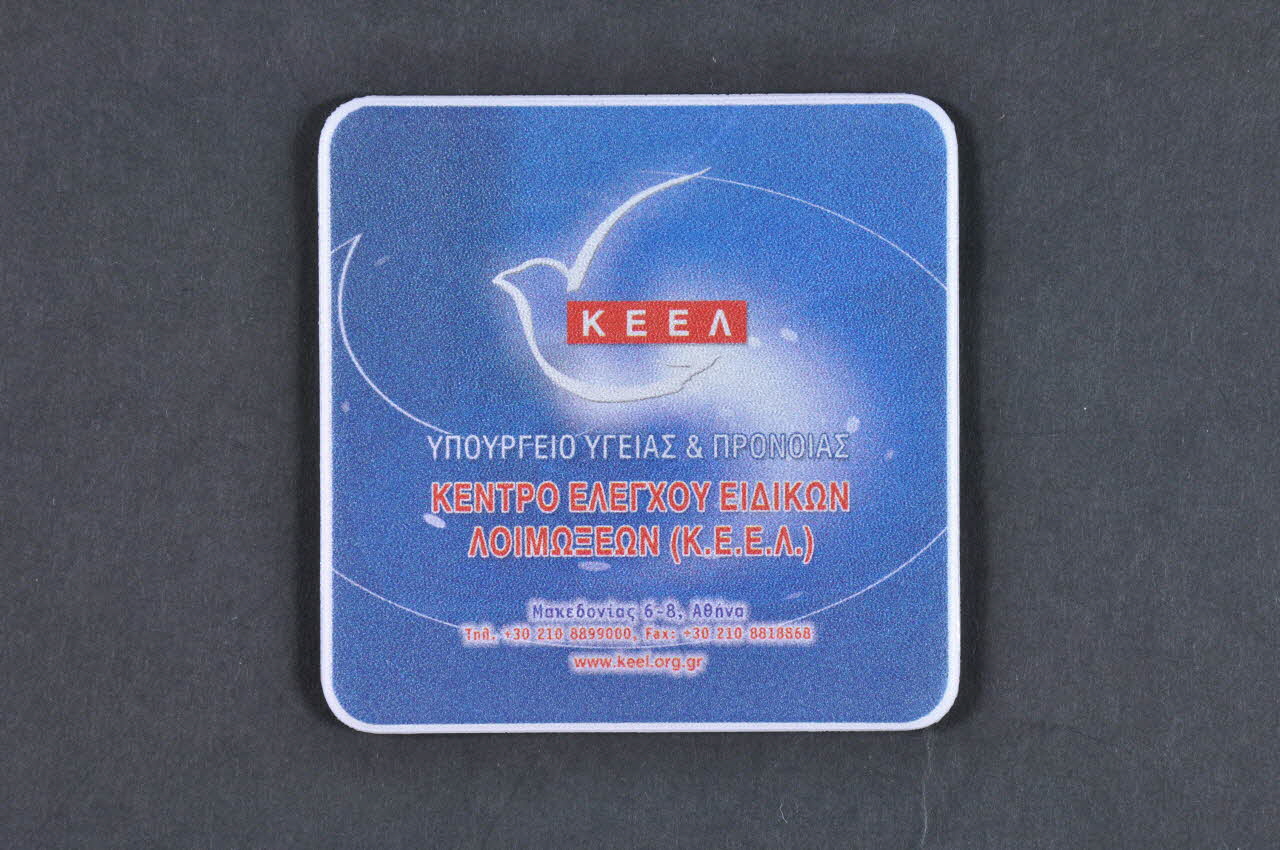 ΚΕΕΛ
ΥΠΟΥΡΓΕΙΟ ΥΓΕΙΑΣ & ΠΡΟΝΟΙΑΣ
ΚΕΝΤΡΟ ΕΛΕΓΧΟΥ ΕΙΔΙΚΩΝ
ΛΟΙΜΩΞΕΩΝ (Κ.Ε.Ε.Λ.)
Μακεδονίας 6-8, Αθήνα
Τηλ. +30 210 8899000, Fax: +30 210 8818868
www.keel.org.gr